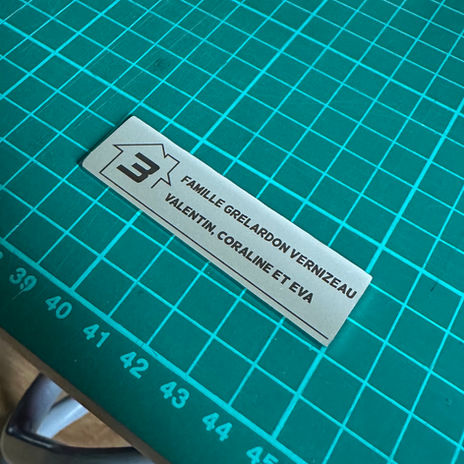 3
FAMILLE GRELARDON VERNIZEAU
VALENTIN, CORALINE ET EVA
39 40 41 42 43 44 45